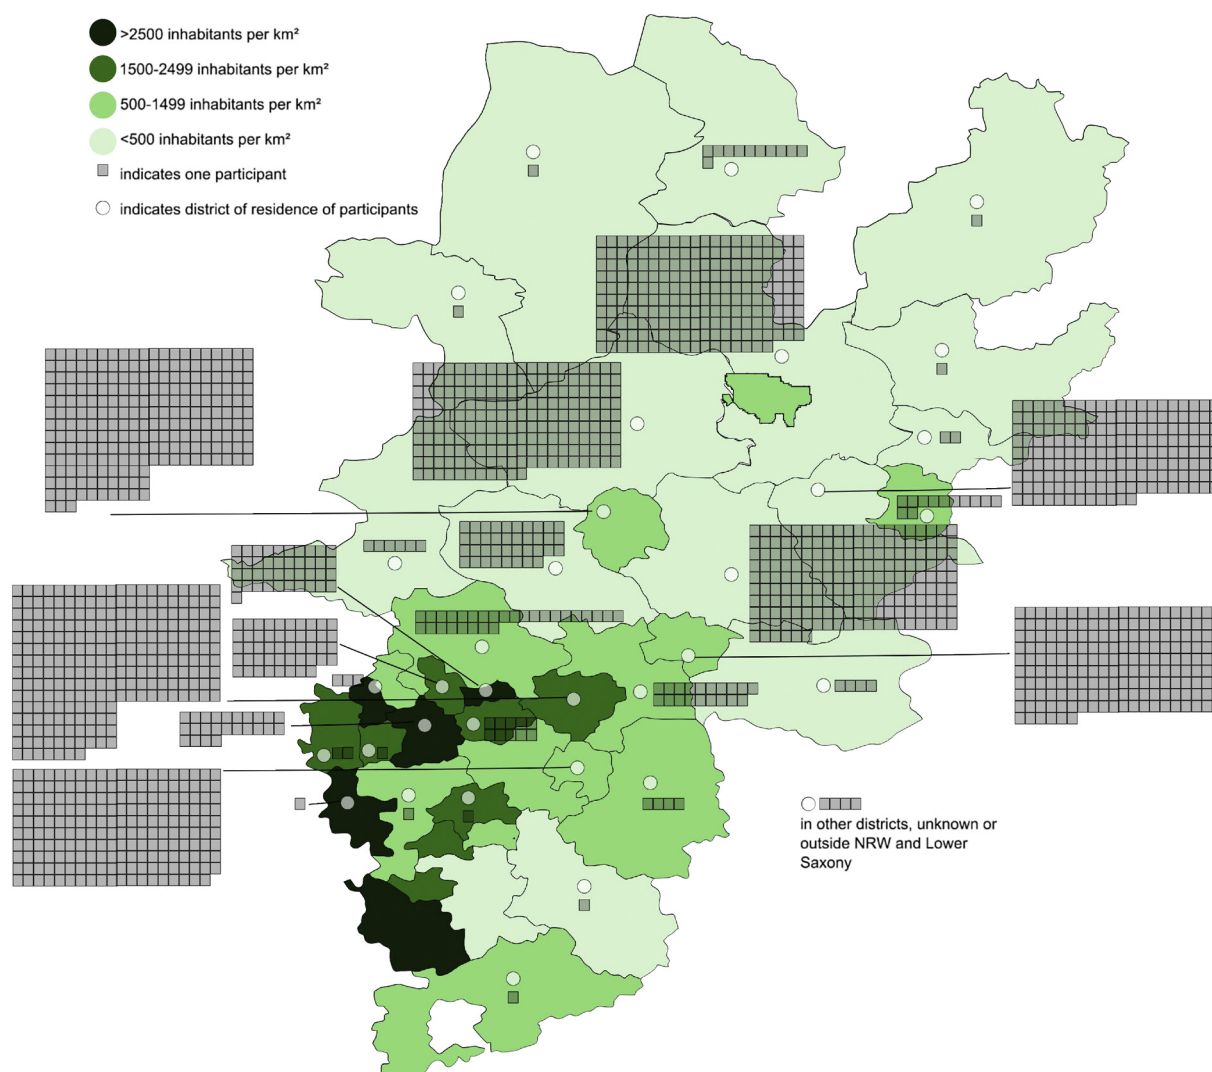 >2500 inhabitants per km²
1500-2499 inhabitants per km²
500-1499 inhabitants per km²
<500 inhabitants per km²
indicates one participant
indicates district of residence of participants
in other districts, unknown or
outside NRW and Lower
Saxony